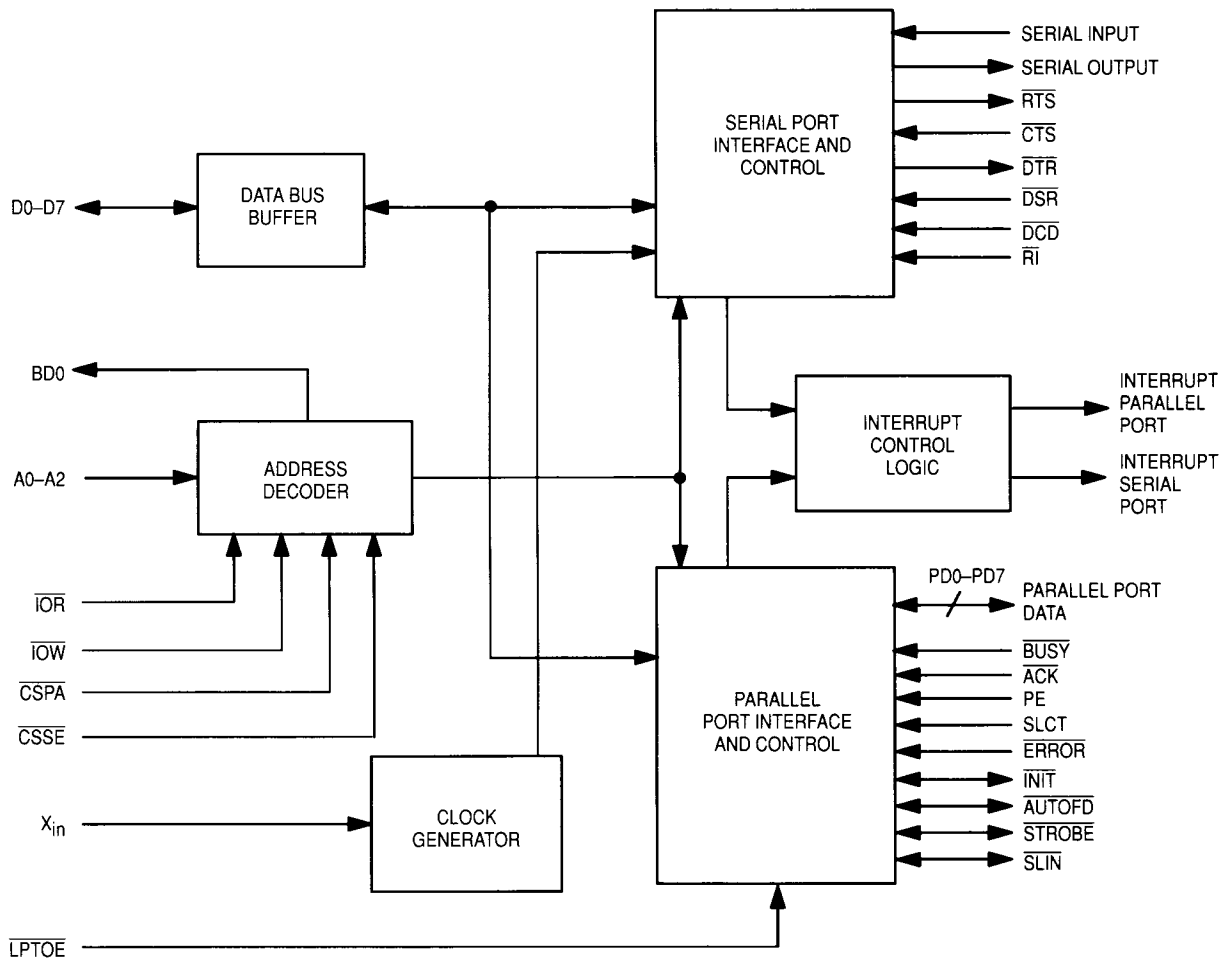 SERIAL INPUT
SERIAL OUTPUT
RTS
CTS
DTR
DSR
DCD
RI
SERIAL PORT
INTERFACE AND
CONTROL
D0–D7
DATA BUS
BUFFER
BD0
A0–A2
ADDRESS
DECODER
IOR
IOW
CSPA
CSSE
INTERRUPT
CONTROL
LOGIC
INTERRUPT
PARALLEL
PORT
INTERRUPT
SERIAL
PORT
PD0–PD7
PARALLEL PORT
DATA
BUSY
ACK
PE
SLCT
ERROR
INIT
AUTOFD
STROBE
SLIN
PARALLEL
PORT INTERFACE
AND CONTROL
Xin
CLOCK
GENERATOR
LPTOE